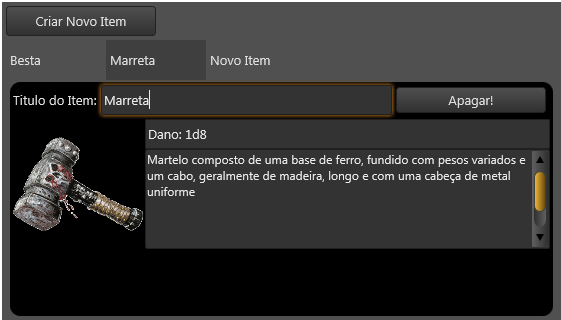 Criar Novo Item
Besta Marreta Novo Item
Titulo do Item: Marreta Apagar!
Dano: 1d8
Martelo composto de uma base de ferro, fundido com pesos variados e
um cabo, geralmente de madeira, longo e com uma cabeça de metal
uniforme